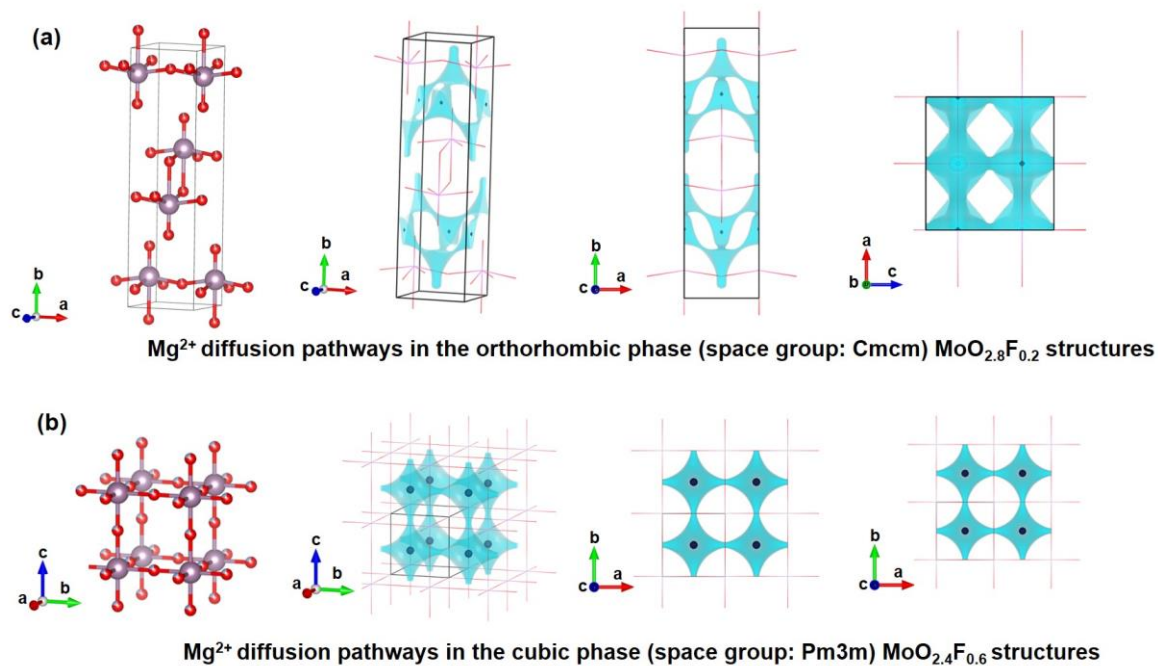 (a)
b
a
c
b
c
a
b
c
a
a
b
c
Mg²⁺ diffusion pathways in the orthorhombic phase (space group: Cmcm) MoO₂.₈F₀.₂ structures
(b)
c
b
a
c
b
a
b
c
a
b
c
a
Mg²⁺ diffusion pathways in the cubic phase (space group: Pm3m) MoO₂.₄F₀.₆ structures